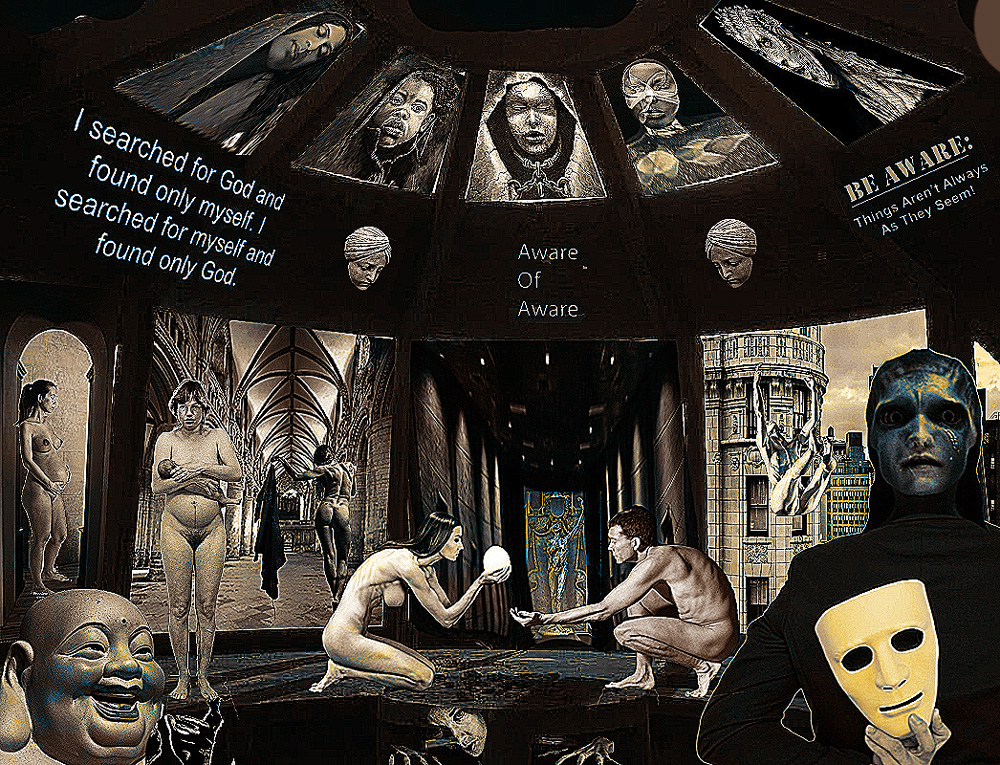 I searched for God and
found only myself. I
searched for myself and
found only God.
Aware
Of
Aware
BE AWARE:
Things Aren't Always
As They Seem!